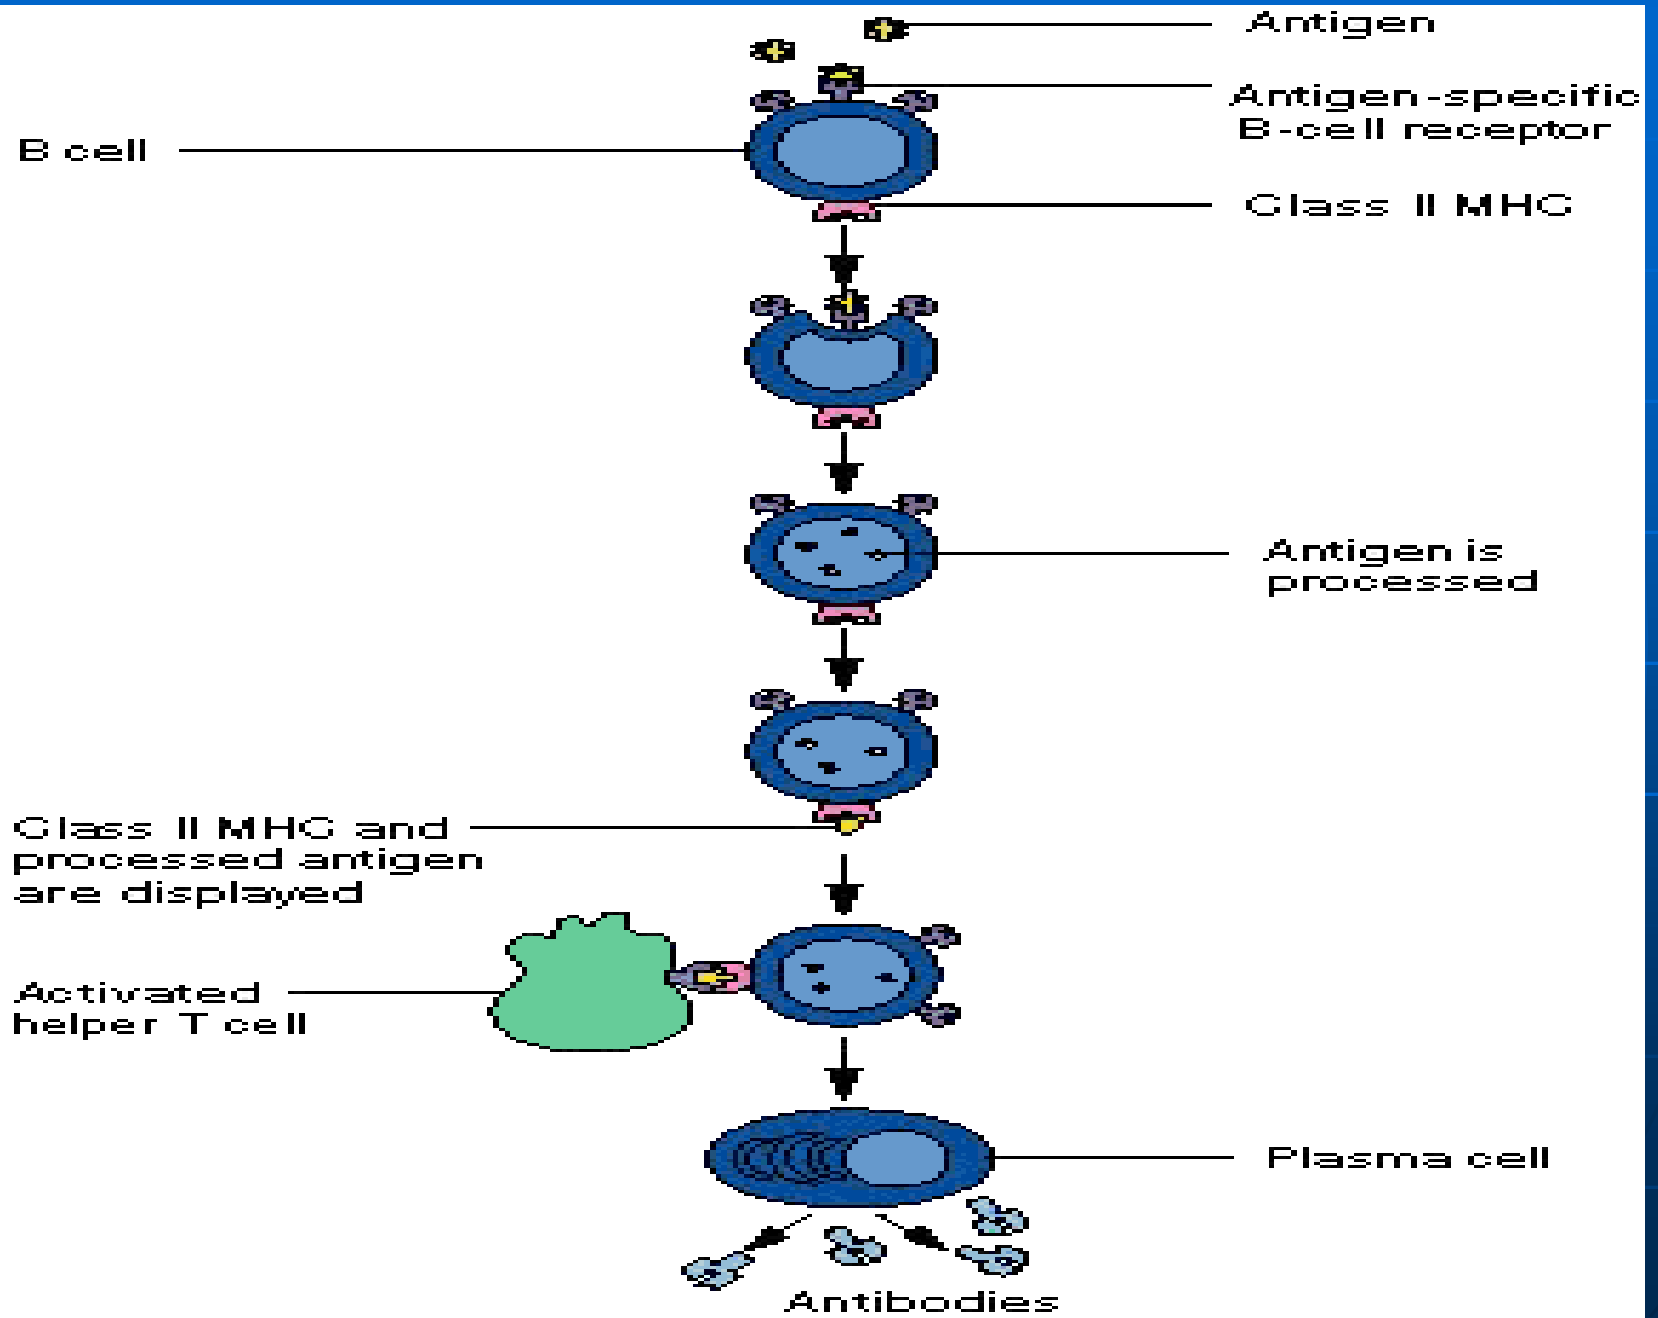 Antigen
Antigen-specific
B-cell receptor
B cell
Class II MHC
Antigen is
processed
Class II MHC and
processed antigen
are displayed
Activated
helper T cell
Plasma cell
Antibodies